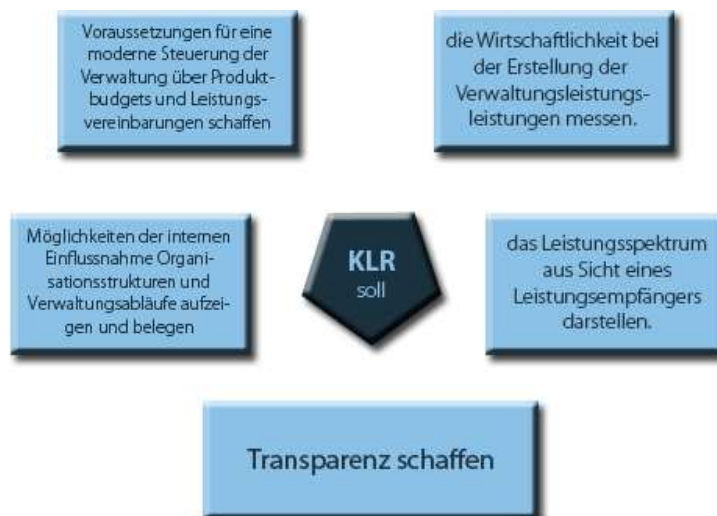 Voraussetzungen für eine
moderne Steuerung der
Verwaltung über Produkt-
budgets und Leistungs-
vereinbarungen schaffen
die Wirtschaftlichkeit bei
der Erstellung der
Verwaltungsleistungs-
leistungen messen.
Möglichkeiten der internen
Einflussnahme Organi-
sationsstrukturen und
Verwaltungsabläufe aufzei-
gen und belegen
KLR
soll
das Leistungsspektrum
aus Sicht eines
Leistungsempfängers
darstellen.
Transparenz schaffen